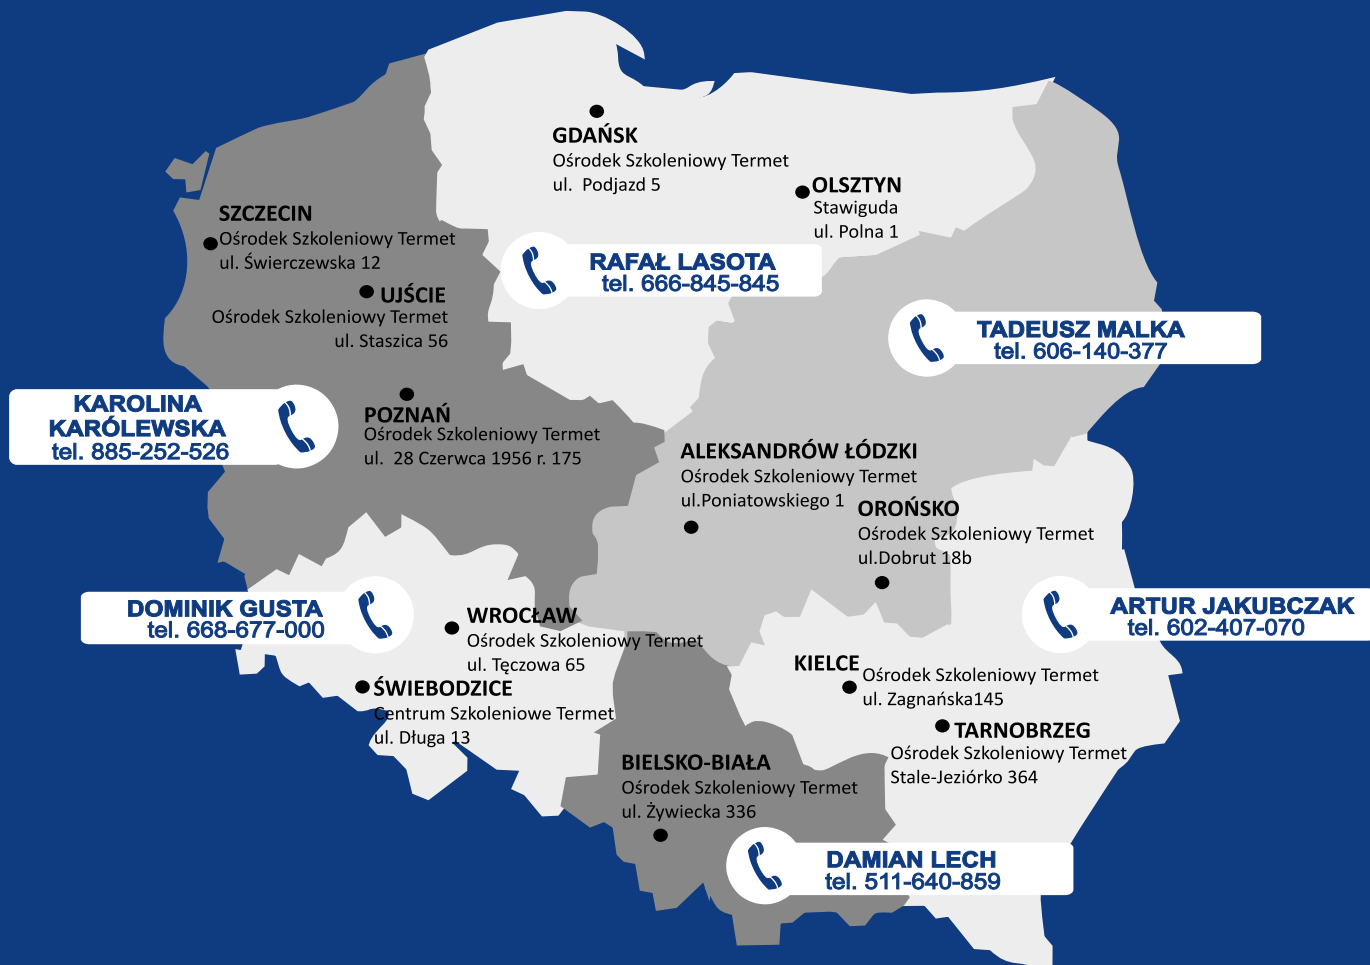 GDAŃSK
Ośrodek Szkoleniowy Termet
ul. Podjazd 5
OLSZTYN
Stawiguda
ul. Polna 1
SZCZECIN
Ośrodek Szkoleniowy Termet
ul. Świerczewska 12
RAFAŁ LASOTA
tel. 666-845-845
UJŚCIE
Ośrodek Szkoleniowy Termet
ul. Staszica 56
TADEUSZ MALKA
tel. 606-140-377
KAROLINA
KARÓLEWSKA
tel. 885-252-526
POZNAŃ
Ośrodek Szkoleniowy Termet
ul. 28 Czerwca 1956 r. 175
ALEKSANDRÓW ŁÓDZKI
Ośrodek Szkoleniowy Termet
ul.Poniatowskiego 1
OROŃSKO
Ośrodek Szkoleniowy Termet
ul.Dobrut 18b
DOMINIK GUSTA
tel. 668-677-000
WROCŁAW
Ośrodek Szkoleniowy Termet
ul. Tęczowa 65
ARTUR JAKUBCZAK
tel. 602-407-070
ŚWIEBODZICE
Centrum Szkoleniowe Termet
ul. Długa 13
KIELCE
Ośrodek Szkoleniowy Termet
ul. Zagnańska145
TARNOBRZEG
Ośrodek Szkoleniowy Termet
Stale-Jeziórko 364
BIELSKO-BIAŁA
Ośrodek Szkoleniowy Termet
ul. Żywiecka 336
DAMIAN LECH
tel. 511-640-859